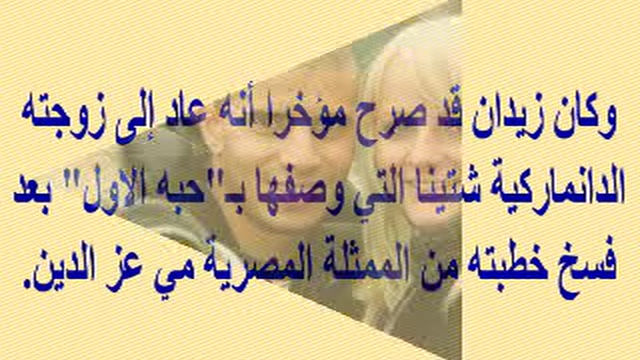 وكان زيدان قد صرح مؤخرا أنه عاد إلى زوجته
الدانماركية شتينا التي وصفها بـ"حبه الاول" بعد
فسخ خطبته من الممثلة المصرية مي عز الدين.